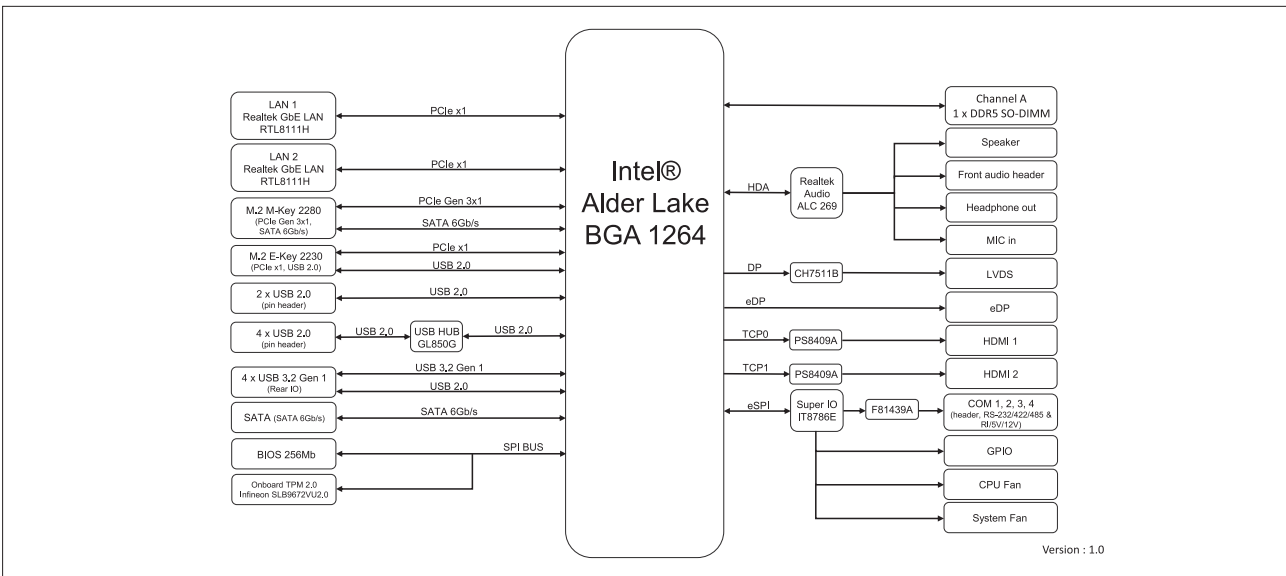 LAN 1
Realtek GbE LAN
RTL8111H
PCIe x1
LAN 2
Realtek GbE LAN
RTL8111H
PCIe x1
M.2 M-Key 2280
(PCIe Gen 3x1,
SATA 6Gb/s)
PCIe Gen 3x1
SATA 6Gb/s
M.2 E-Key 2230
(PCIe x1, USB 2.0)
PCIe x1
USB 2.0
2 x USB 2.0
(pin header)
USB 2.0
4 x USB 2.0
(pin header)
USB 2.0
USB HUB
GL850G
USB 2.0
4 x USB 3.2 Gen 1
(Rear IO)
USB 3.2 Gen 1
USB 2.0
SATA (SATA 6Gb/s)
SATA 6Gb/s
BIOS 256Mb
SPI BUS
Onboard TPM 2.0
Infineon SLB9672VU2.0
Intel®
Alder Lake
BGA 1264
Channel A
1 x DDR5 SO-DIMM
HDA
Realtek
Audio
ALC 269
Speaker
Front audio header
Headphone out
MIC in
DP
CH7511B
LVDS
eDP
eDP
TCP0
PS8409A
HDMI 1
TCP1
PS8409A
HDMI 2
eSPI
Super IO
IT8786E
F81439A
COM 1, 2, 3, 4
(header, RS-232/422/485 &
RI/5V/12V)
GPIO
CPU Fan
System Fan
Version : 1.0